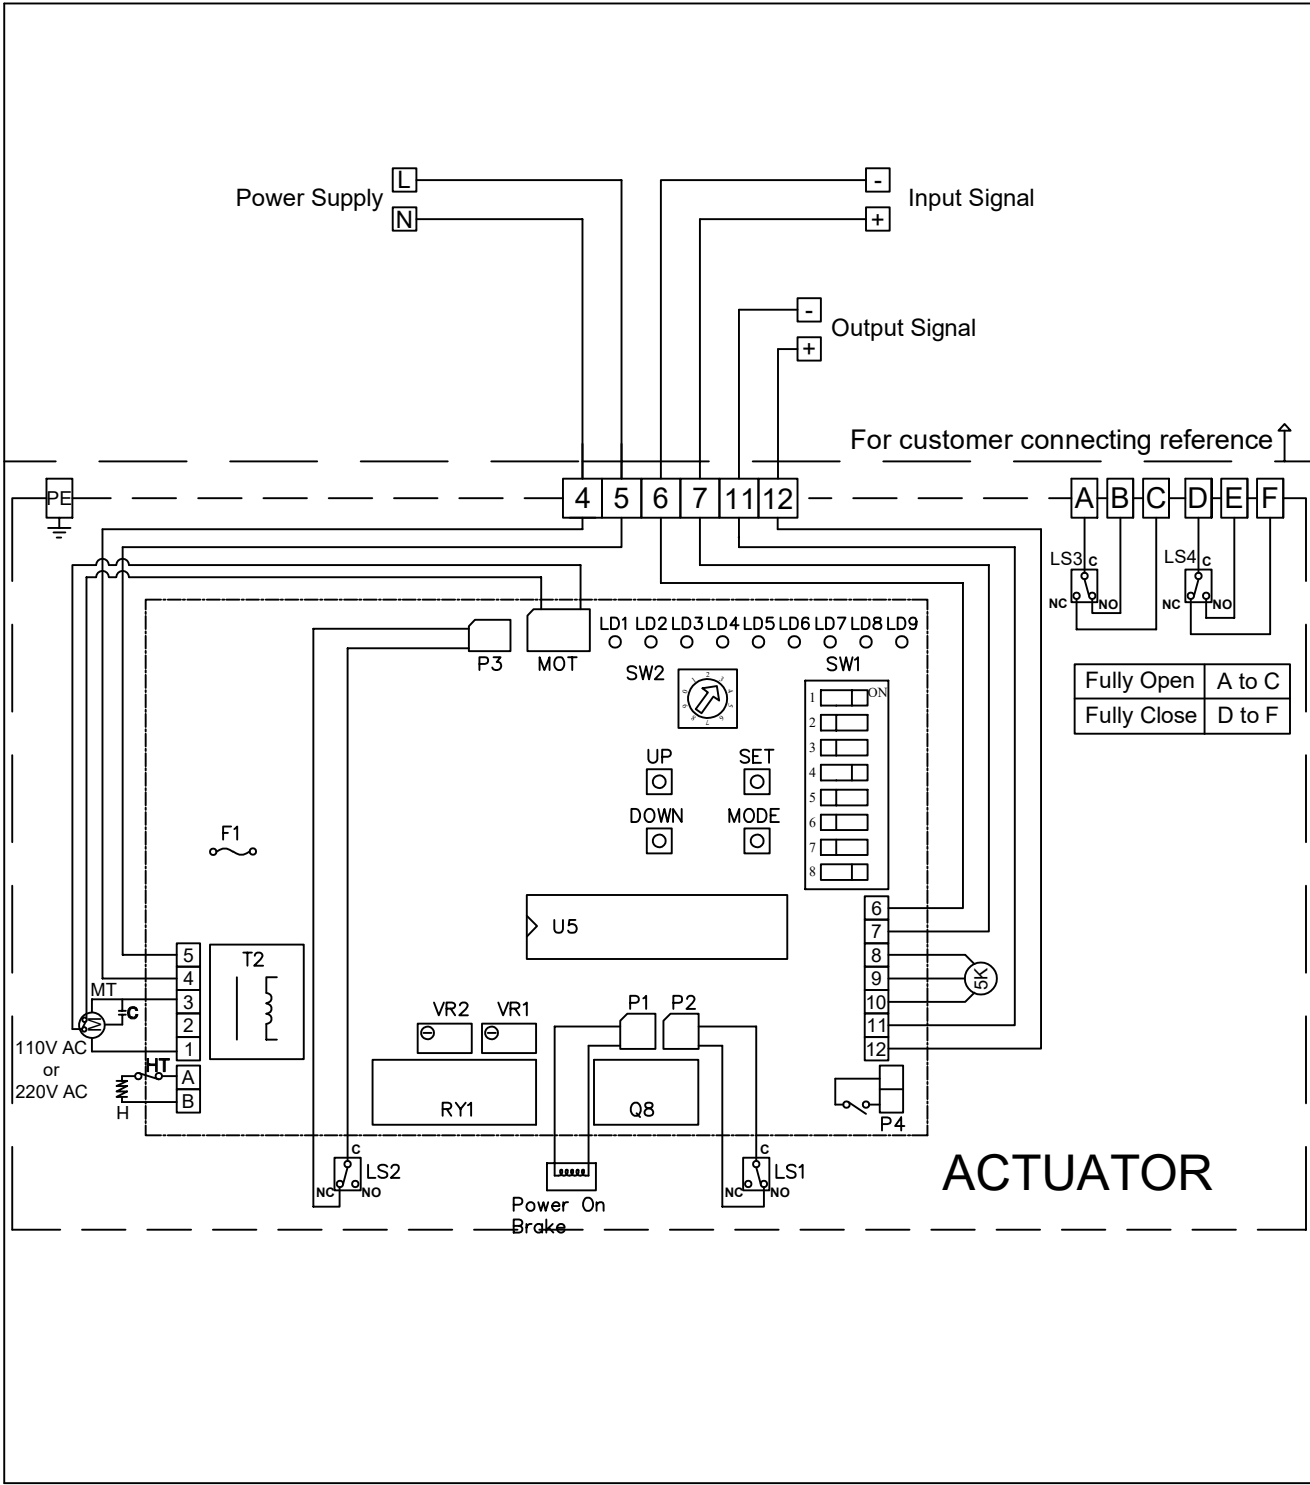 L
Power Supply
N
-
Input Signal
+
-
Output Signal
+
For customer connecting reference
PE
4 5 6 7 11 12
A B C D E F
LS3 C
NC NO
LS4 C
NC NO
P3
MOT
LD1 LD2 LD3 LD4 LD5 LD6 LD7 LD8 LD9
SW2
SW1
1 ON
2
3
4
5
6
7
8
Fully Open A to C
Fully Close D to F
UP SET
DOWN MODE
F1
U5
T2
5
4
3
2
1
A
B
MT
M
C
110V AC
or
220V AC
HT
H
VR2 VR1
P1 P2
RY1
Q8
6
7
8
9
10
11
12
5K
P4
C
LS2
NC NO
Power On
Brake
C
LS1
NC NO
ACTUATOR